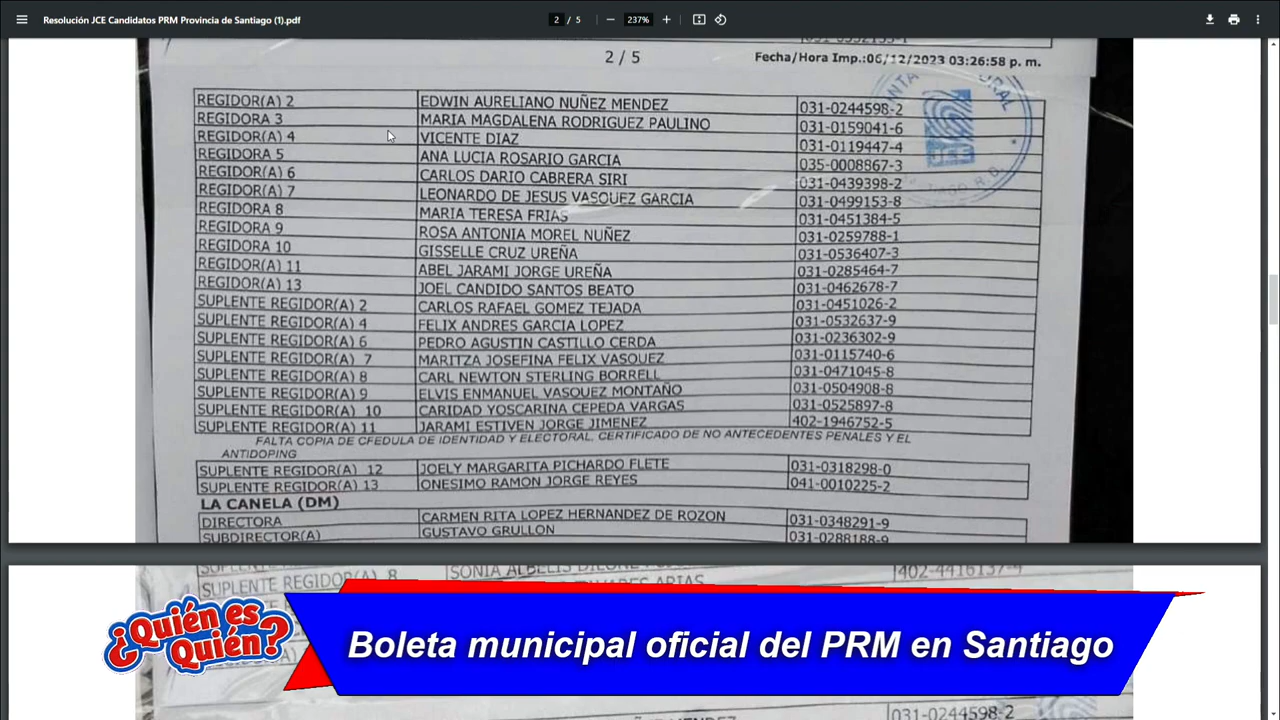 Resolución JCE Candidatos PRM Provincia de Santiago (1).pdf
2 / 5
237%
2 / 5
Fecha/Hora Imp.:06/12/2023 03:26:58 p. m.
REGIDOR(A) 2 EDWIN AURELIANO NUÑEZ MENDEZ 031-0244598-2
REGIDORA 3 MARIA MAGDALENA RODRIGUEZ PAULINO 031-0159041-6
REGIDOR(A) 4 VICENTE DIAZ 031-0119447-4
REGIDORA 5 ANA LUCIA ROSARIO GARCIA 035-0008867-3
REGIDOR(A) 6 CARLOS DARIO CABRERA SIRI 031-0439398-2
REGIDOR(A) 7 LEONARDO DE JESUS VASQUEZ GARCIA 031-0499153-8
REGIDORA 8 MARIA TERESA FRIAS 031-0451384-5
REGIDORA 9 ROSA ANTONIA MOREL NUÑEZ 031-0259788-1
REGIDORA 10 GISSELLE CRUZ UREÑA 031-0536407-3
REGIDOR(A) 11 ABEL JARAMI JORGE UREÑA 031-0285464-7
REGIDOR(A) 13 JOEL CANDIDO SANTOS BEATO 031-0462678-7
SUPLENTE REGIDOR(A) 2 CARLOS RAFAEL GOMEZ TEJADA 031-0451026-2
SUPLENTE REGIDOR(A) 4 FELIX ANDRES GARCIA LOPEZ 031-0532637-9
SUPLENTE REGIDOR(A) 6 PEDRO AGUSTIN CASTILLO CERDA 031-0236302-9
SUPLENTE REGIDOR(A) 7 MARITZA JOSEFINA FELIX VASQUEZ 031-0115740-6
SUPLENTE REGIDOR(A) 8 CARL NEWTON STERLING BORRELL 031-0471045-8
SUPLENTE REGIDOR(A) 9 ELVIS ENMANUEL VASQUEZ MONTAÑO 031-0504908-8
SUPLENTE REGIDOR(A) 10 CARIDAD YOSCARINA CEPEDA VARGAS 031-0525897-8
SUPLENTE REGIDOR(A) 11 JARAMI ESTIVEN JORGE JIMENEZ 402-1946752-5
FALTA COPIA DE CFEDULA DE IDENTIDAD Y ELECTORAL. CERTIFICADO DE NO ANTECEDENTES PENALES Y EL
ANTIDOPING
SUPLENTE REGIDOR(A) 12 JOELY MARGARITA PICHARDO FLETE 031-0318298-0
SUPLENTE REGIDOR(A) 13 ONESIMO RAMON JORGE REYES 041-0010225-2
LA CANELA (DM)
DIRECTORA CARMEN RITA LOPEZ HERNANDEZ DE ROZON 031-0348291-9
SUBDIRECTOR(A) GUSTAVO GRULLON 031-0288188-9
SUPLENTE REGIDOR(A) 8
¿Quién es
Quién?
Boleta municipal oficial del PRM en Santiago
031-0244598-2